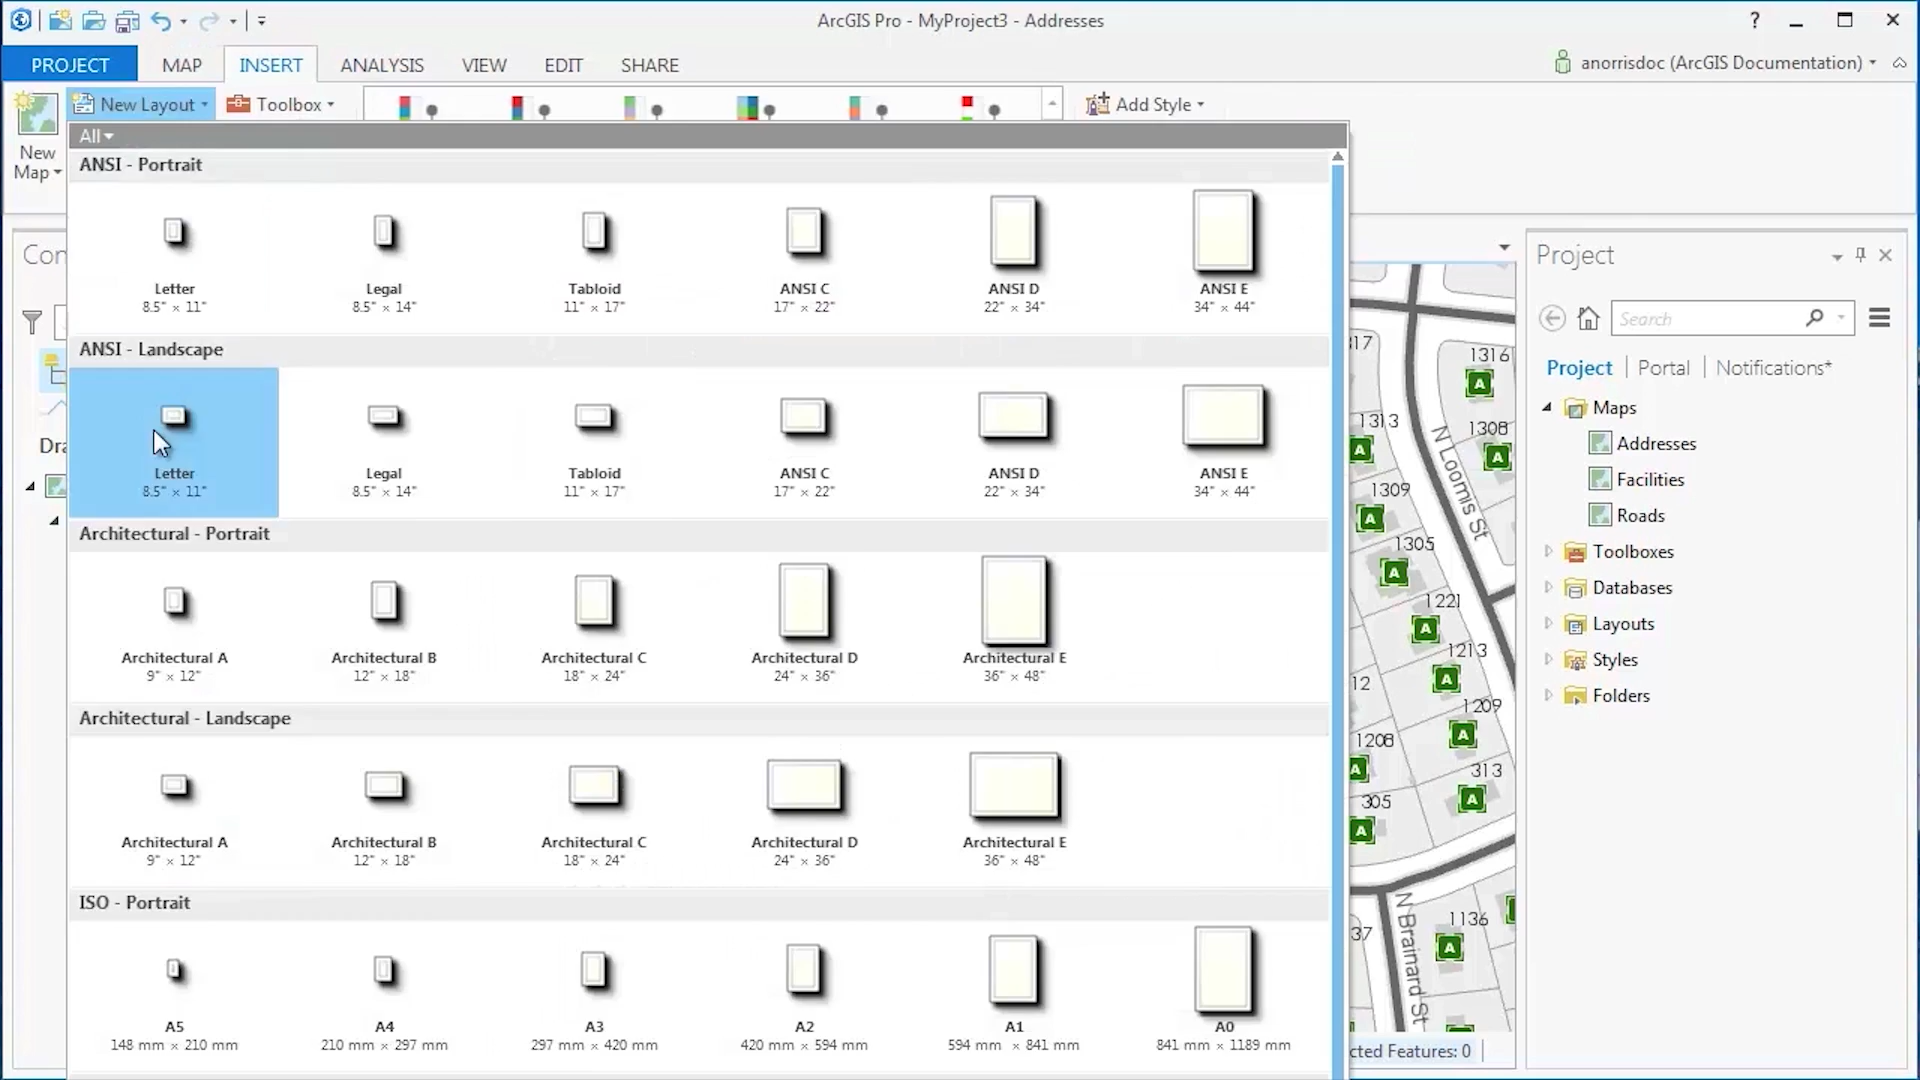 ArcGIS Pro - MyProject3 - Addresses
?
PROJECT MAP INSERT ANALYSIS VIEW EDIT SHARE
anorrisdoc (ArcGIS Documentation)
New Layout
Toolbox
Add Style
New
Map
All
ANSI - Portrait
Letter Legal Tabloid ANSI C ANSI D ANSI E
8.5" × 11" 8.5" × 14" 11" × 17" 17" × 22" 22" × 34" 34" × 44"
ANSI - Landscape
Letter Legal Tabloid ANSI C ANSI D ANSI E
8.5" × 11" 8.5" × 14" 11" × 17" 17" × 22" 22" × 34" 34" × 44"
Architectural - Portrait
Architectural A Architectural B Architectural C Architectural D Architectural E
9" × 12" 12" × 18" 18" × 24" 24" × 36" 36" × 48"
Architectural - Landscape
Architectural A Architectural B Architectural C Architectural D Architectural E
9" × 12" 12" × 18" 18" × 24" 24" × 36" 36" × 48"
ISO - Portrait
A5 A4 A3 A2 A1 A0
148 mm × 210 mm 210 mm × 297 mm 297 mm × 420 mm 420 mm × 594 mm 594 mm × 841 mm 841 mm × 1189 mm
Con
Dra
317
1316
A
1313
A
1308
A
N Loomis St
1309
A
1305
A
1221
A
1213
A
12
1209
A
1208
A
313
A
305
A
N Brainard St
1136
A
37
cted Features: 0
Project
Search
Project Portal Notifications*
Maps
Addresses
Facilities
Roads
Toolboxes
Databases
Layouts
Styles
Folders